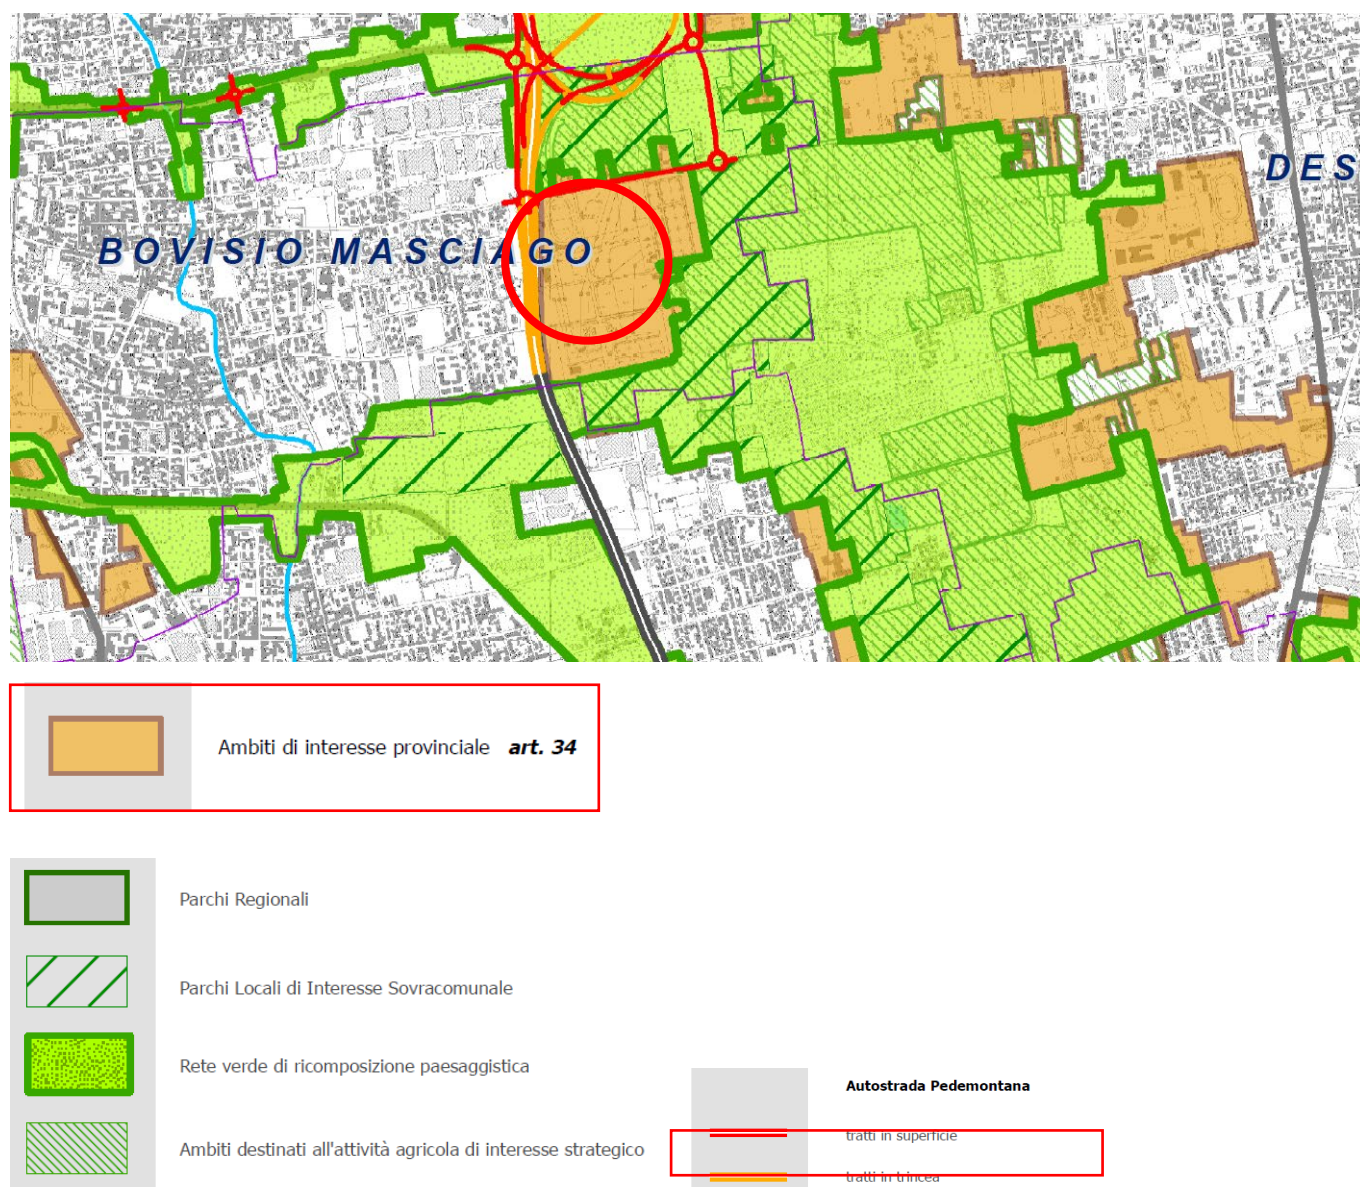 DES
BOVISIO MASCIAGO
Ambiti di interesse provinciale art. 34
Parchi Regionali
Parchi Locali di Interesse Sovracomunale
Rete verde di ricomposizione paesaggistica
Ambiti destinati all'attività agricola di interesse strategico
Autostrada Pedemontana
tratti in superficie
tratti in trincea